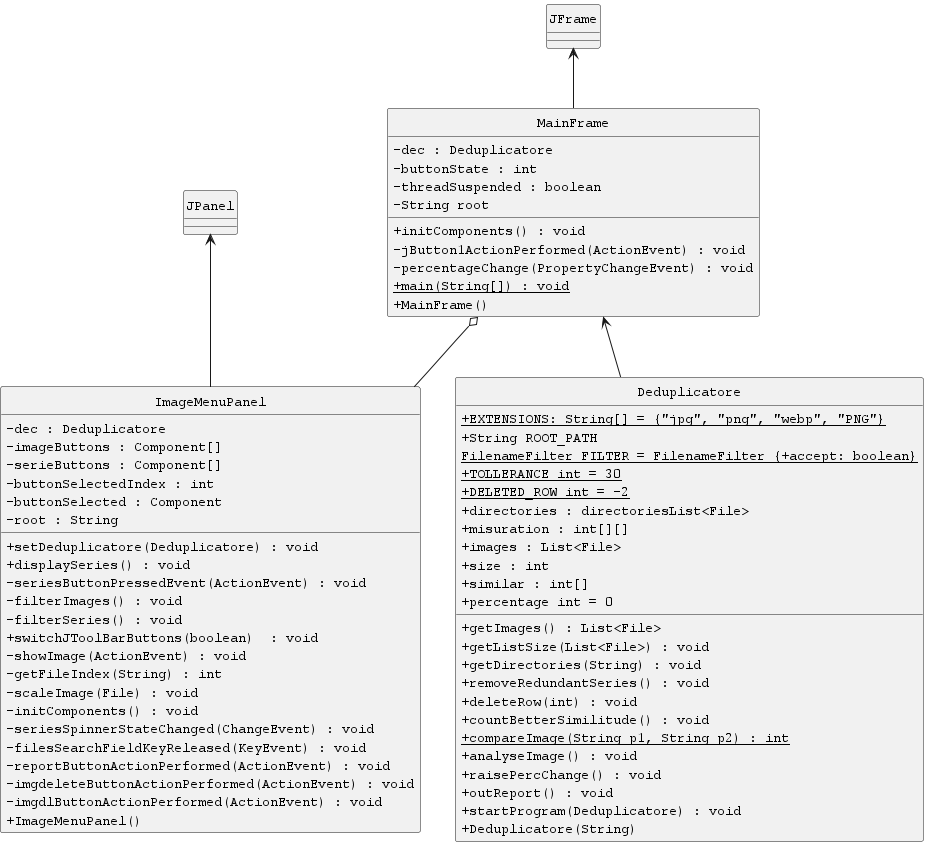 JFrame
MainFrame
-dec : Deduplicatore
-buttonState : int
-threadSuspended : boolean
-String root
+initComponents() : void
-jButton1ActionPerformed(ActionEvent) : void
-percentageChange(PropertyChangeEvent) : void
+main(String[]) : void
+MainFrame()
JPanel
ImageMenuPanel
-dec : Deduplicatore
-imageButtons : Component[]
-serieButtons : Component[]
-buttonSelectedIndex : int
-buttonSelected : Component
-root : String
+setDeduplicatore(Deduplicatore) : void
+displaySeries() : void
-seriesButtonPressedEvent(ActionEvent) : void
-filterImages() : void
-filterSeries() : void
+switchJToolBarButtons(boolean)  : void
-showImage(ActionEvent) : void
-getFileIndex(String) : int
-scaleImage(File) : void
-initComponents() : void
-seriesSpinnerStateChanged(ChangeEvent) : void
-filesSearchFieldKeyReleased(KeyEvent) : void
-reportButtonActionPerformed(ActionEvent) : void
-imgdeleteButtonActionPerformed(ActionEvent) : void
-imgdlButtonActionPerformed(ActionEvent) : void
+ImageMenuPanel()
Deduplicatore
+EXTENSIONS: String[] = {"jpg", "png", "webp", "PNG"}
+String ROOT_PATH
FilenameFilter FILTER = FilenameFilter {+accept: boolean}
+TOLLERANCE int = 30
+DELETED_ROW int = -2
+directories : directoriesList<File>
+misuration : int[][]
+images : List<File>
+size : int
+similar : int[]
+percentage int = 0
+getImages() : List<File>
+getListSize(List<File>) : void
+getDirectories(String) : void
+removeRedundantSeries() : void
+deleteRow(int) : void
+countBetterSimilitude() : void
+compareImage(String p1, String p2) : int
+analyseImage() : void
+raisePercChange() : void
+outReport() : void
+startProgram(Deduplicatore) : void
+Deduplicatore(String)